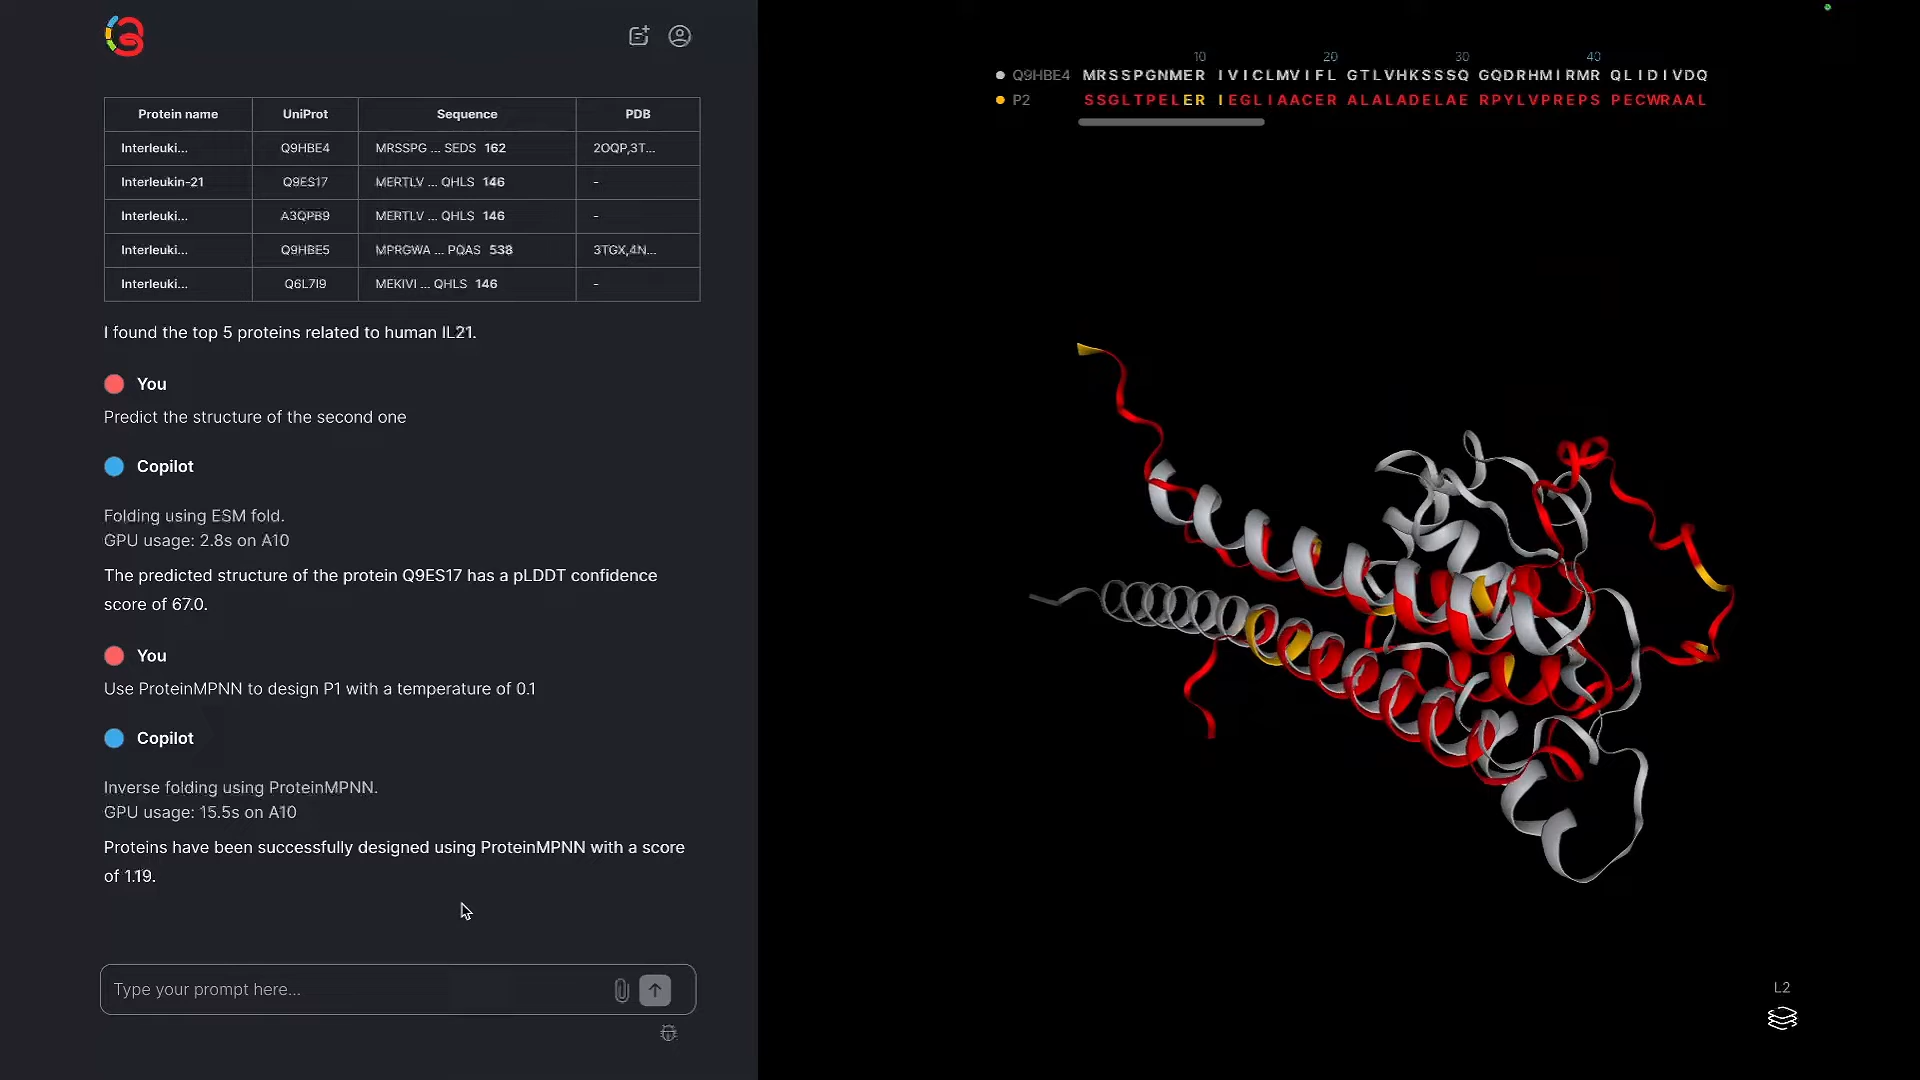 Protein name UniProt Sequence PDB
Interleuki... Q9HBE4 MRSSPG ... SEDS 162 2OQP,3T...
Interleukin-21 Q9ES17 MERTLV ... QHLS 146 -
Interleuki... A3QPB9 MERTLV ... QHLS 146 -
Interleuki... Q9HBE5 MPRGWA ... PQAS 538 3TGX,4N...
Interleuki... Q6L7I9 MEKIVI ... QHLS 146 -
I found the top 5 proteins related to human IL21.
You
Predict the structure of the second one
Copilot
Folding using ESM fold.
GPU usage: 2.8s on A10
The predicted structure of the protein Q9ES17 has a pLDDT confidence
score of 67.0.
You
Use ProteinMPNN to design P1 with a temperature of 0.1
Copilot
Inverse folding using ProteinMPNN.
GPU usage: 15.5s on A10
Proteins have been successfully designed using ProteinMPNN with a score
of 1.19.
Type your prompt here...
10 20 30 40
Q9HBE4 MRSSPGNMER IVICLMVIFL GTLVHKSSSQ GQDRHMIRMR QLIDIVDQ
P2 SSGLTPELER IEGLIAACER ALALADELAE RPYLVPREPS PECWRAAL
L2